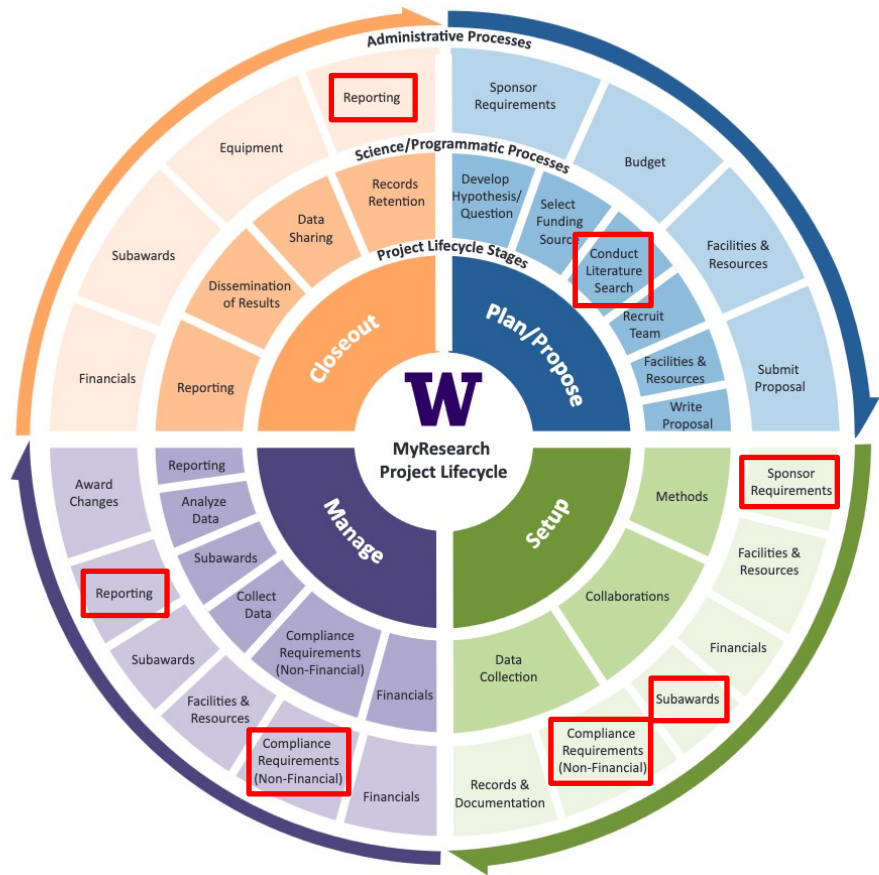 Administrative Processes
Sponsor
Requirements
Budget
Facilities &
Resources
Submit
Proposal
Sponsor
Requirements
Facilities &
Resources
Financials
Subawards
Compliance
Requirements
(Non-Financial)
Records &
Documentation
Financials
Compliance
Requirements
(Non-Financial)
Facilities &
Resources
Subawards
Reporting
Award
Changes
Financials
Subawards
Equipment
Reporting
Science/Programmatic Processes
Develop
Hypothesis/
Question
Select
Funding
Source
Conduct
Literature
Search
Recruit
Team
Facilities &
Resources
Write
Proposal
Methods
Collaborations
Data
Collection
Financials
Compliance
Requirements
(Non-Financial)
Collect
Data
Subawards
Analyze
Data
Reporting
Reporting
Dissemination
of Results
Data
Sharing
Records
Retention
Project Lifecycle Stages
Plan/Propose
Setup
Manage
Closeout
W
MyResearch
Project Lifecycle